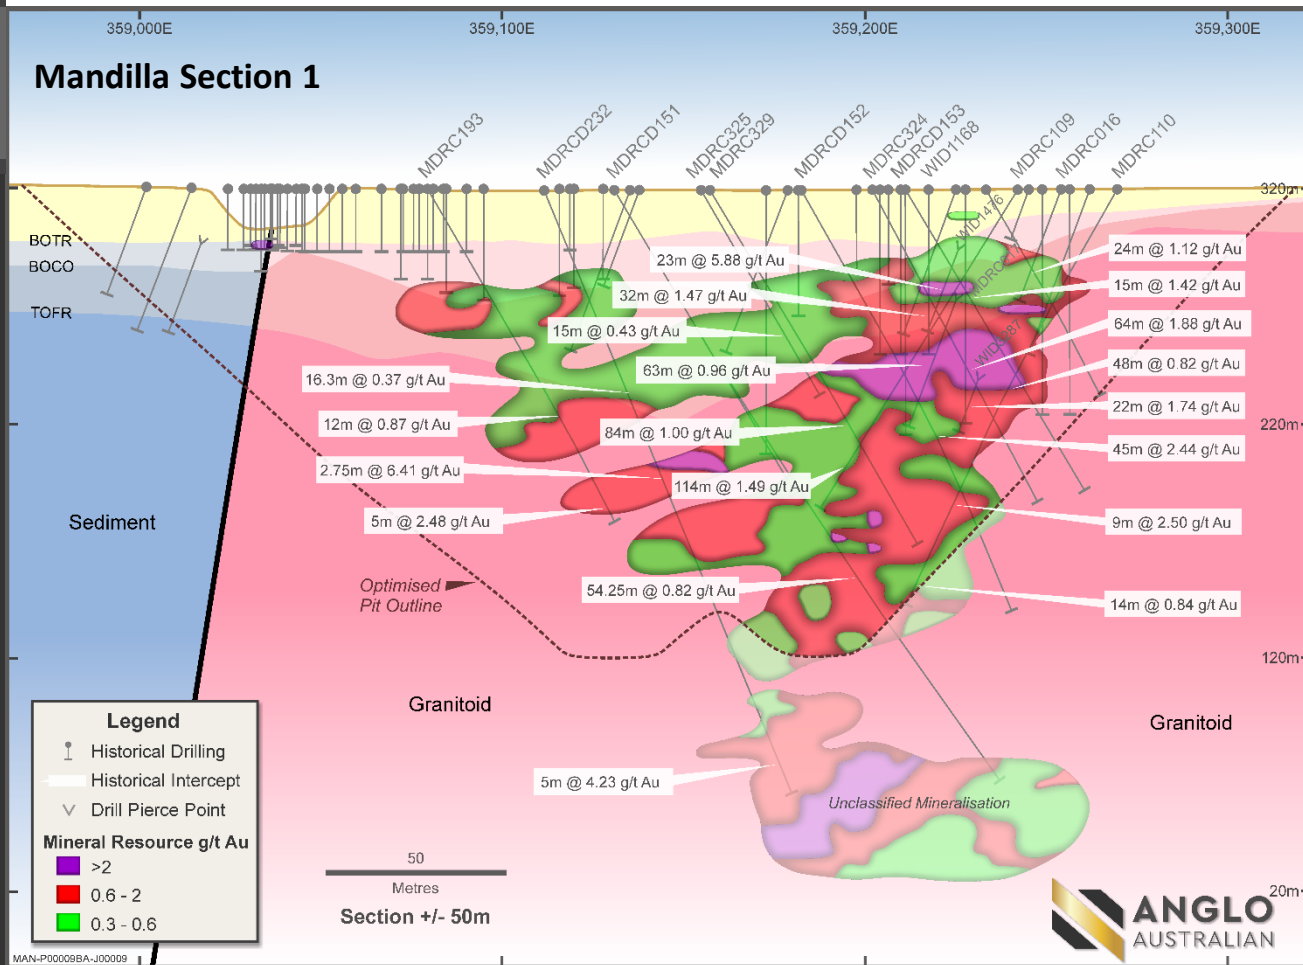 359,000E
359,100E
359,200E
359,300E
Mandilla Section 1
MDRC193
MDRCD232
MDRCD151
MDRC325
MDRC329
MDRCD152
MDRC324
MDRCD153
WID1168
MDRC109
MDRC016
MDRC110
320m
BOTR
BOCO
TOFR
WID1476
23m @ 5.88 g/t Au
24m @ 1.12 g/t Au
32m @ 1.47 g/t Au
15m @ 1.42 g/t Au
15m @ 0.43 g/t Au
64m @ 1.88 g/t Au
63m @ 0.96 g/t Au
48m @ 0.82 g/t Au
16.3m @ 0.37 g/t Au
22m @ 1.74 g/t Au
12m @ 0.87 g/t Au
220m
84m @ 1.00 g/t Au
45m @ 2.44 g/t Au
2.75m @ 6.41 g/t Au
114m @ 1.49 g/t Au
5m @ 2.48 g/t Au
9m @ 2.50 g/t Au
Sediment
Optimised
Pit Outline
54.25m @ 0.82 g/t Au
14m @ 0.84 g/t Au
120m
Granitoid
Granitoid
5m @ 4.23 g/t Au
Unclassified Mineralisation
Legend
Historical Drilling
Historical Intercept
Drill Pierce Point
Mineral Resource g/t Au
>2
0.6 - 2
0.3 - 0.6
50
Metres
Section +/- 50m
20m
ANGLO
AUSTRALIAN
MAN-P00009BA-J00009